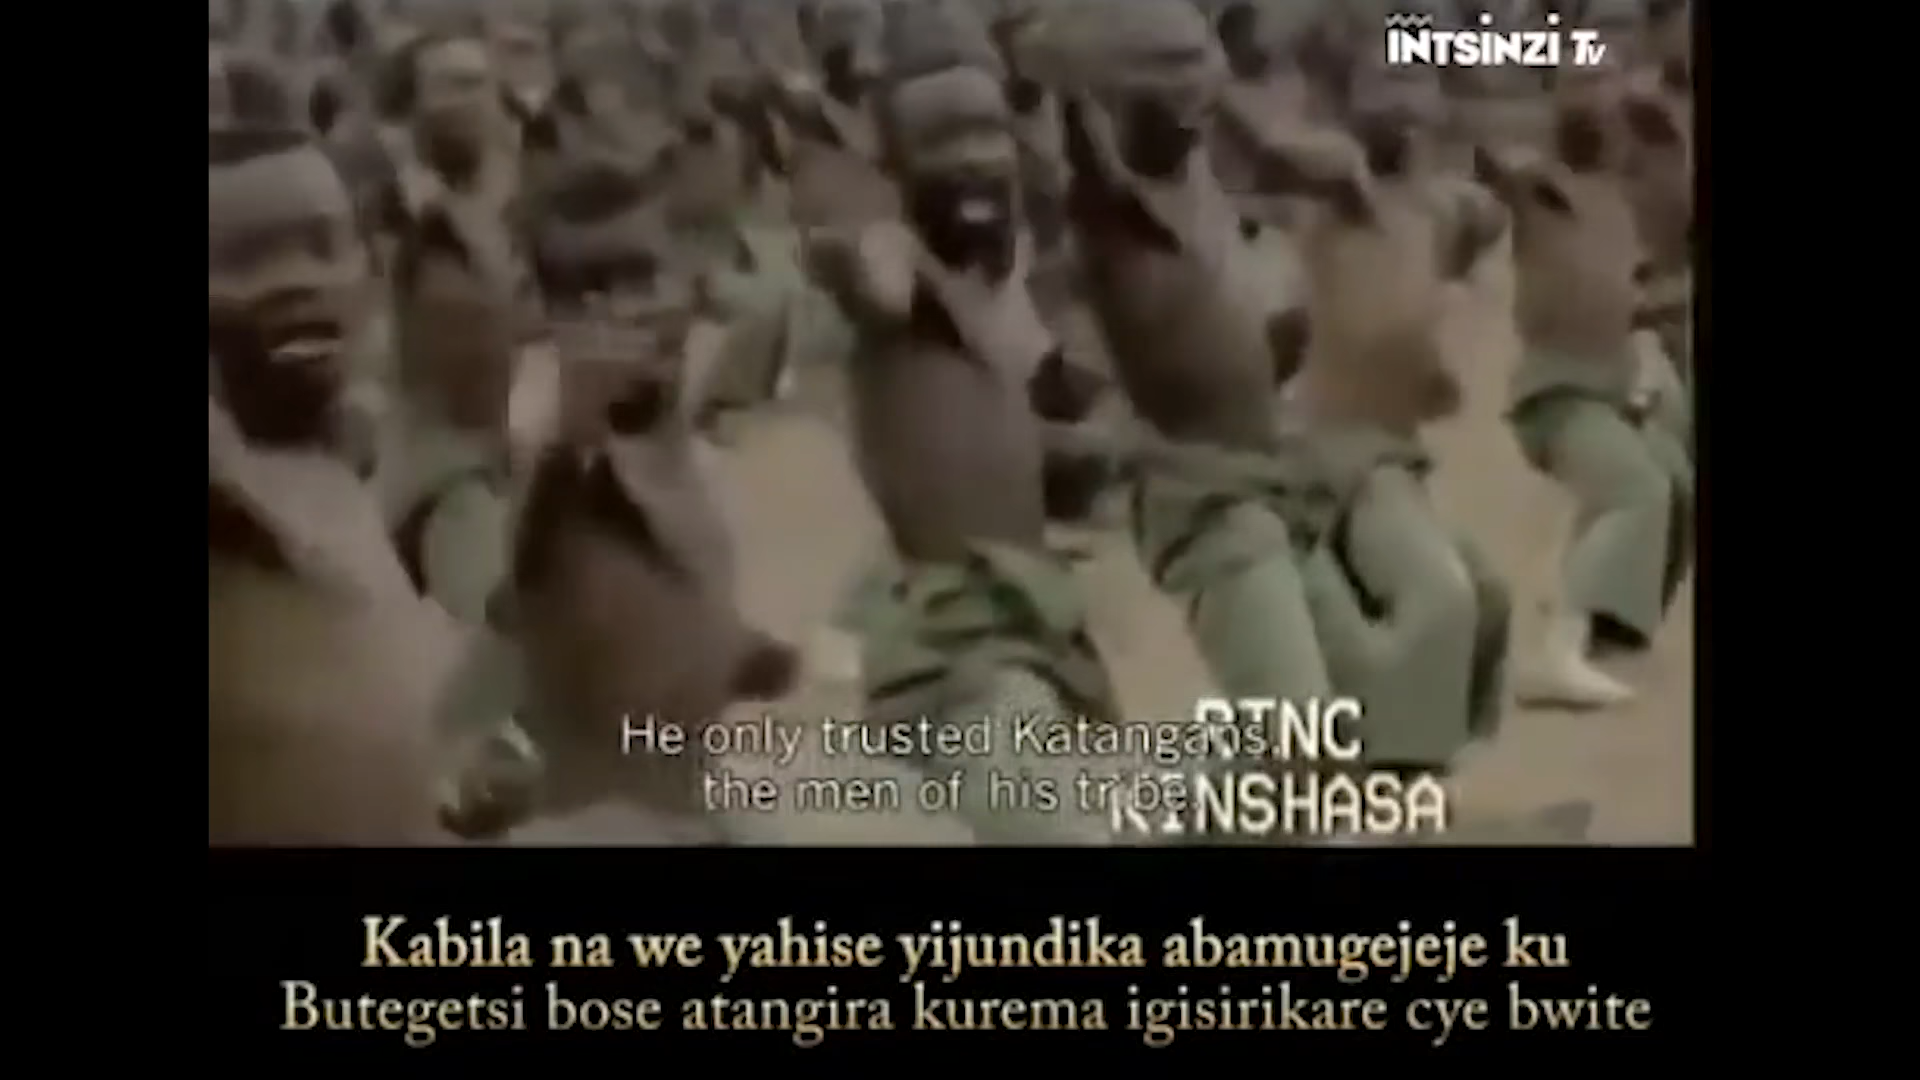 INTSINZI TV
He only trusted Katangans.
the men of his tribe.
RTNC
KINSHASA
Kabila na we yahise yijundika abamugejeje ku
Butegetsi bose atangira kurema igisirikare cye bwite